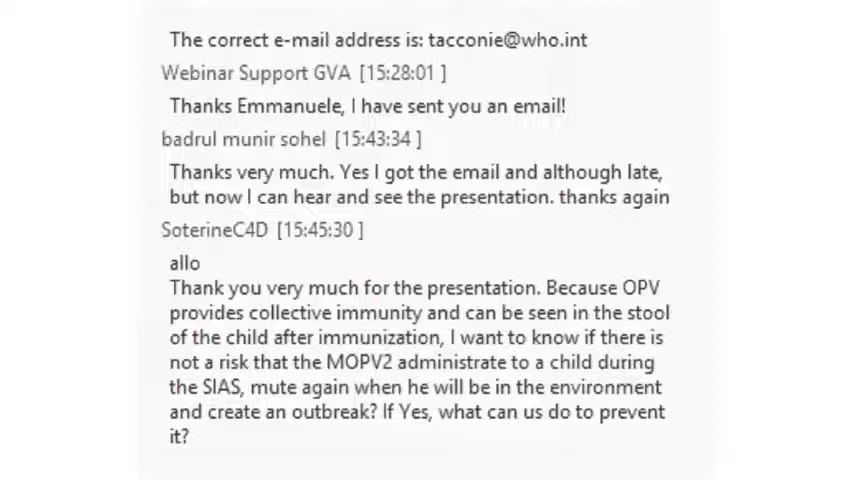 The correct e-mail address is: tacconie@who.int
Webinar Support GVA [15:28:01 ]
Thanks Emmanuele, I have sent you an email!
badrul munir sohel [15:43:34 ]
Thanks very much. Yes I got the email and although late,
but now I can hear and see the presentation. thanks again
SoterineC4D [15:45:30 ]
allo
Thank you very much for the presentation. Because OPV
provides collective immunity and can be seen in the stool
of the child after immunization, I want to know if there is
not a risk that the MOPV2 administrate to a child during
the SIAS, mute again when he will be in the environment
and create an outbreak? If Yes, what can us do to prevent
it?